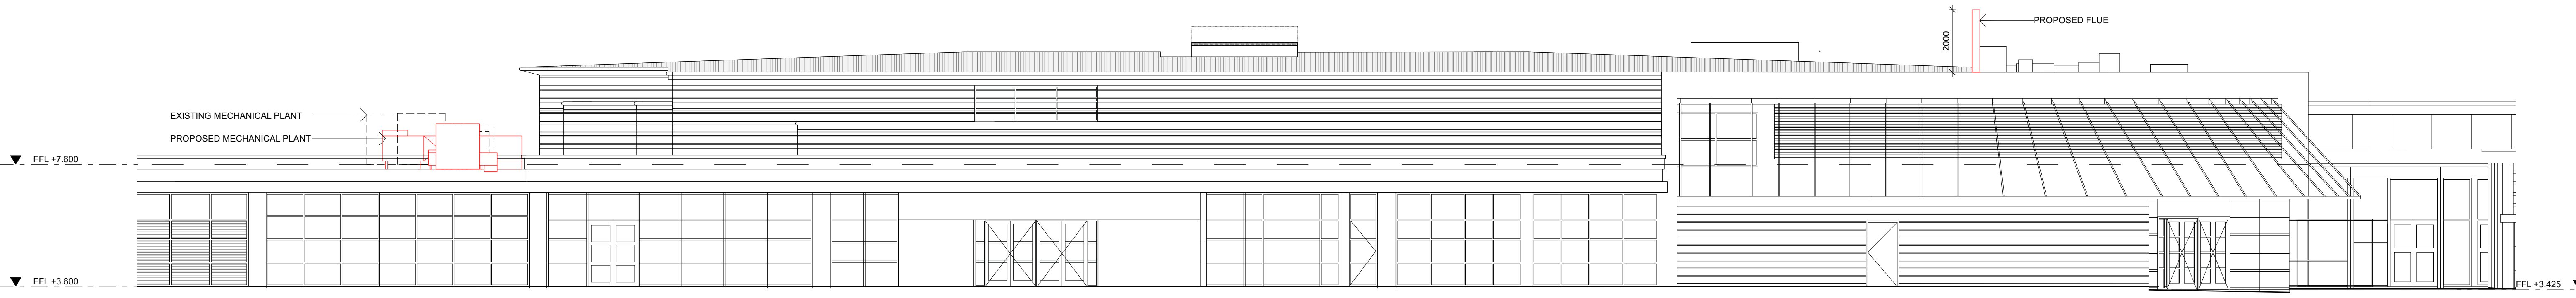 PROPOSED FLUE
2000
EXISTING MECHANICAL PLANT
PROPOSED MECHANICAL PLANT
FFL +7.600
FFL +3.600
FFL +3.425